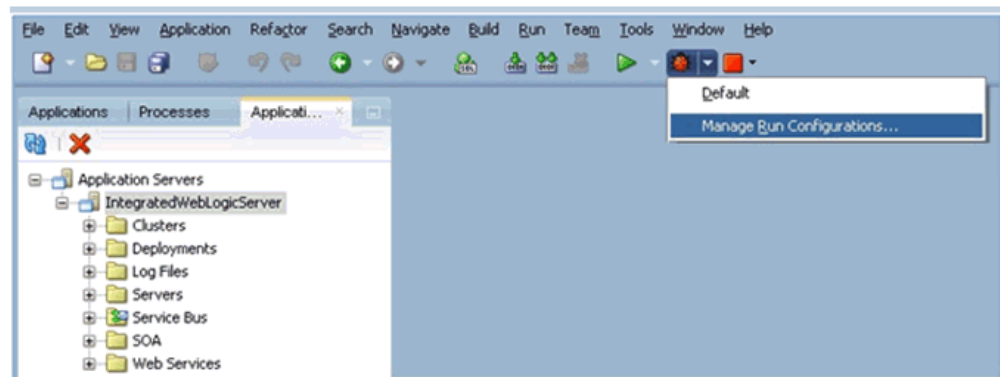 File Edit View Application Refactor Search Navigate Build Run Team Tools Window Help
Default
Manage Run Configurations...
Applications Processes Applicati...
Application Servers
IntegratedWebLogicServer
Clusters
Deployments
Log Files
Servers
Service Bus
SOA
Web Services